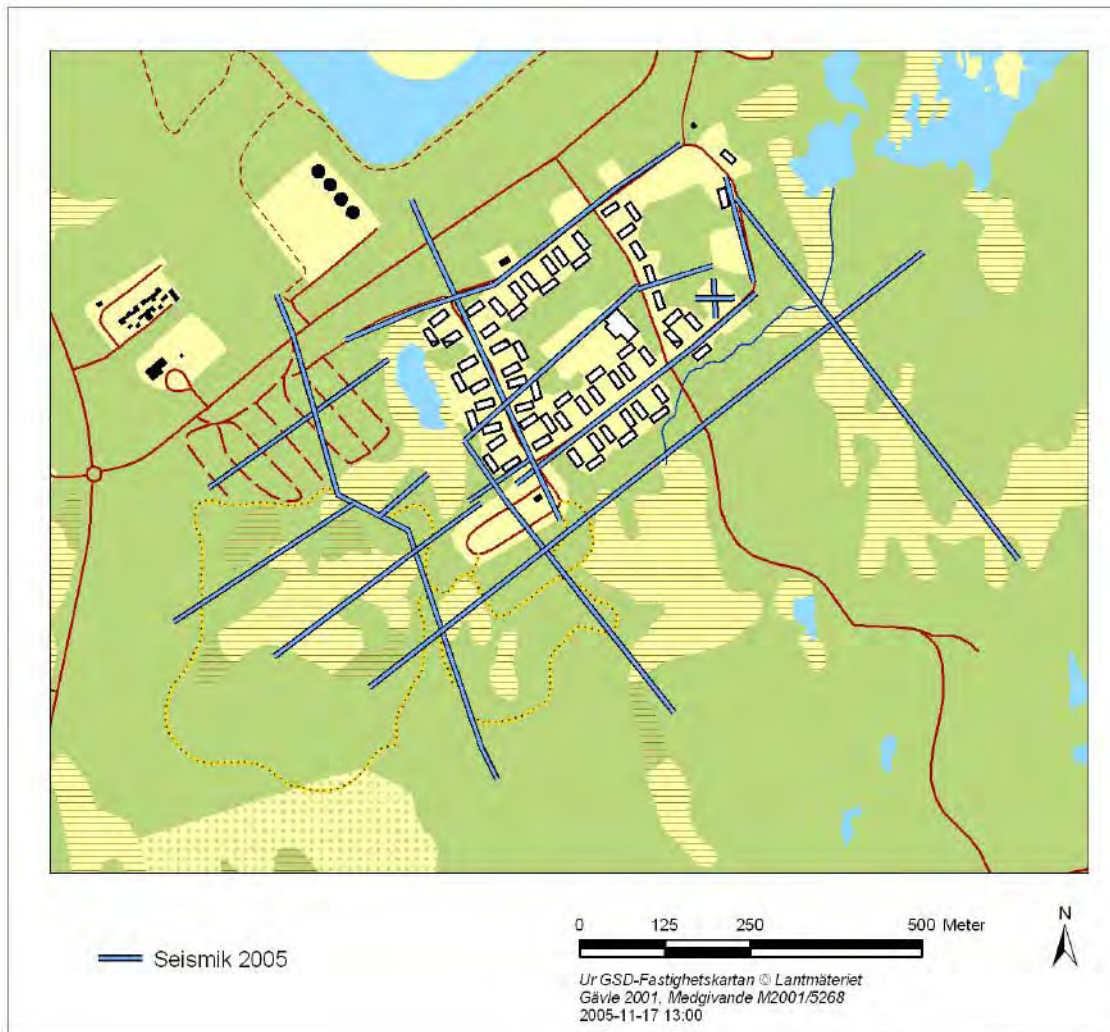 0 125 250 500 Meter
N
Seismik 2005
Ur GSD-Fastighetskartan © Lantmäteriet
Gävle 2001, Medgivande M2001/5268
2005-11-17 13:00